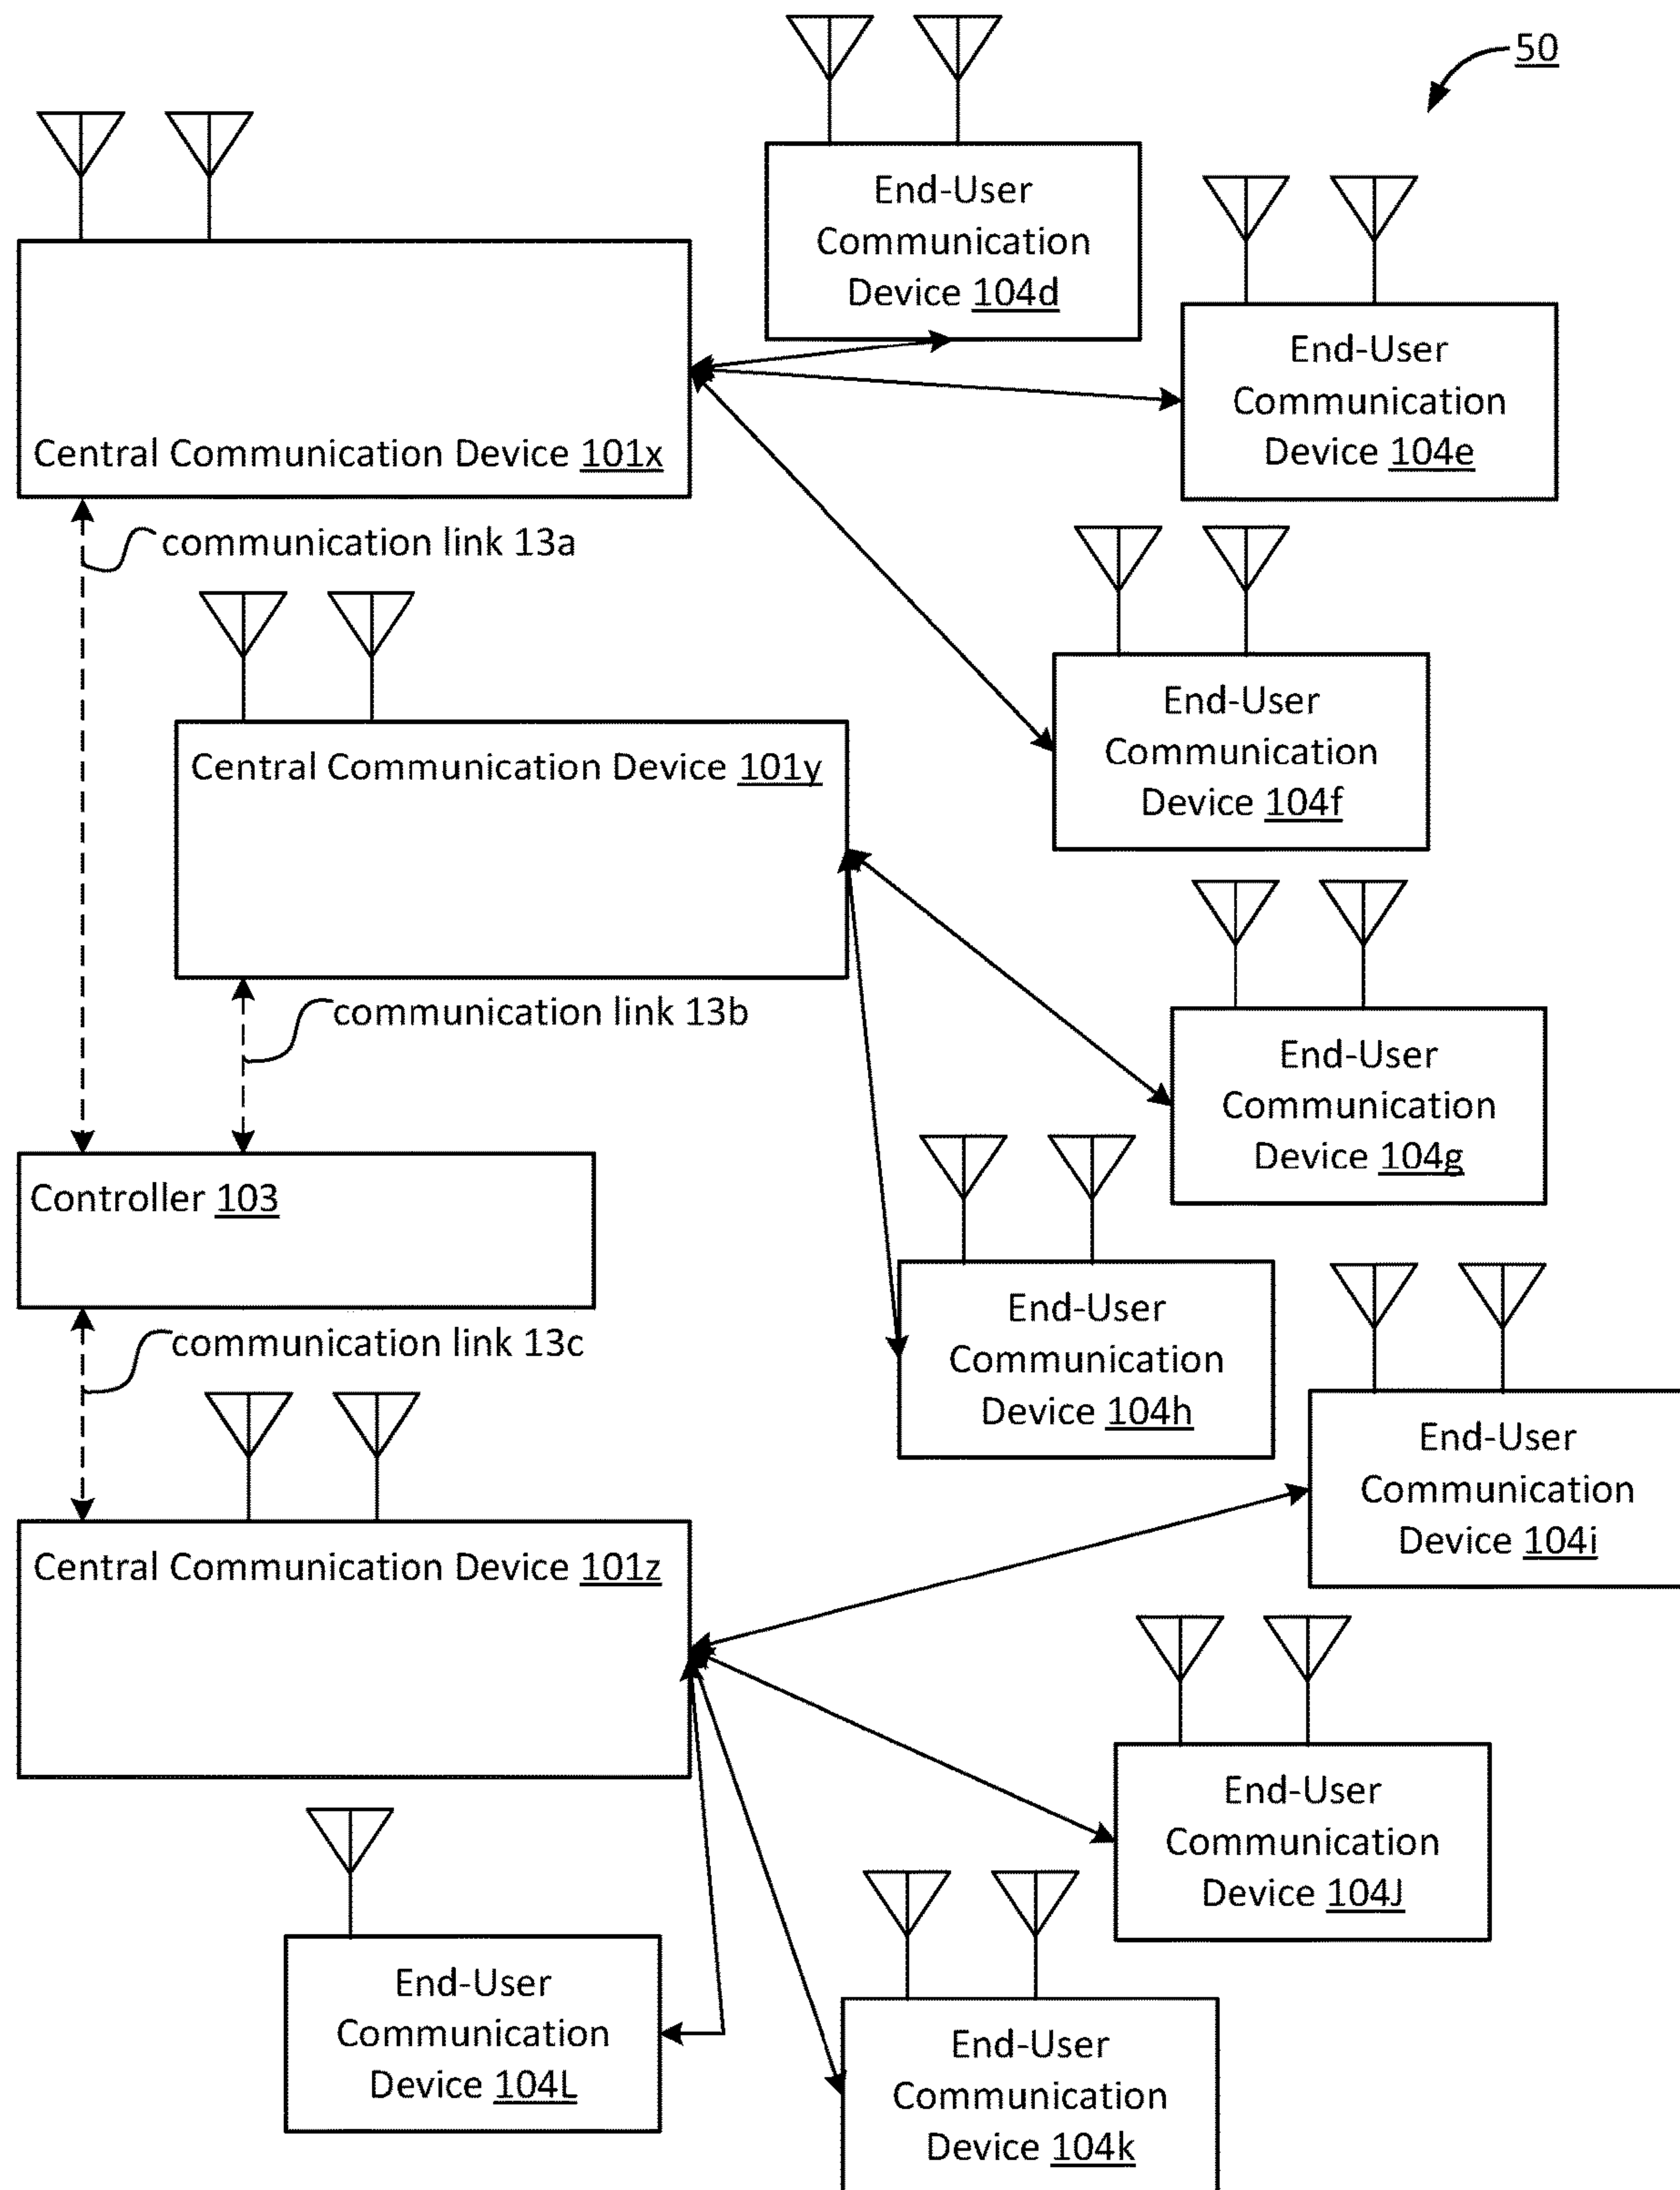 50
End-User
Communication
Device 104d
End-User
Communication
Device 104e
Central Communication Device 101x
communication link 13a
End-User
Communication
Device 104f
Central Communication Device 101y
communication link 13b
End-User
Communication
Device 104g
Controller 103
End-User
Communication
Device 104h
communication link 13c
End-User
Communication
Device 104i
Central Communication Device 101z
End-User
Communication
Device 104J
End-User
Communication
Device 104L
End-User
Communication
Device 104k